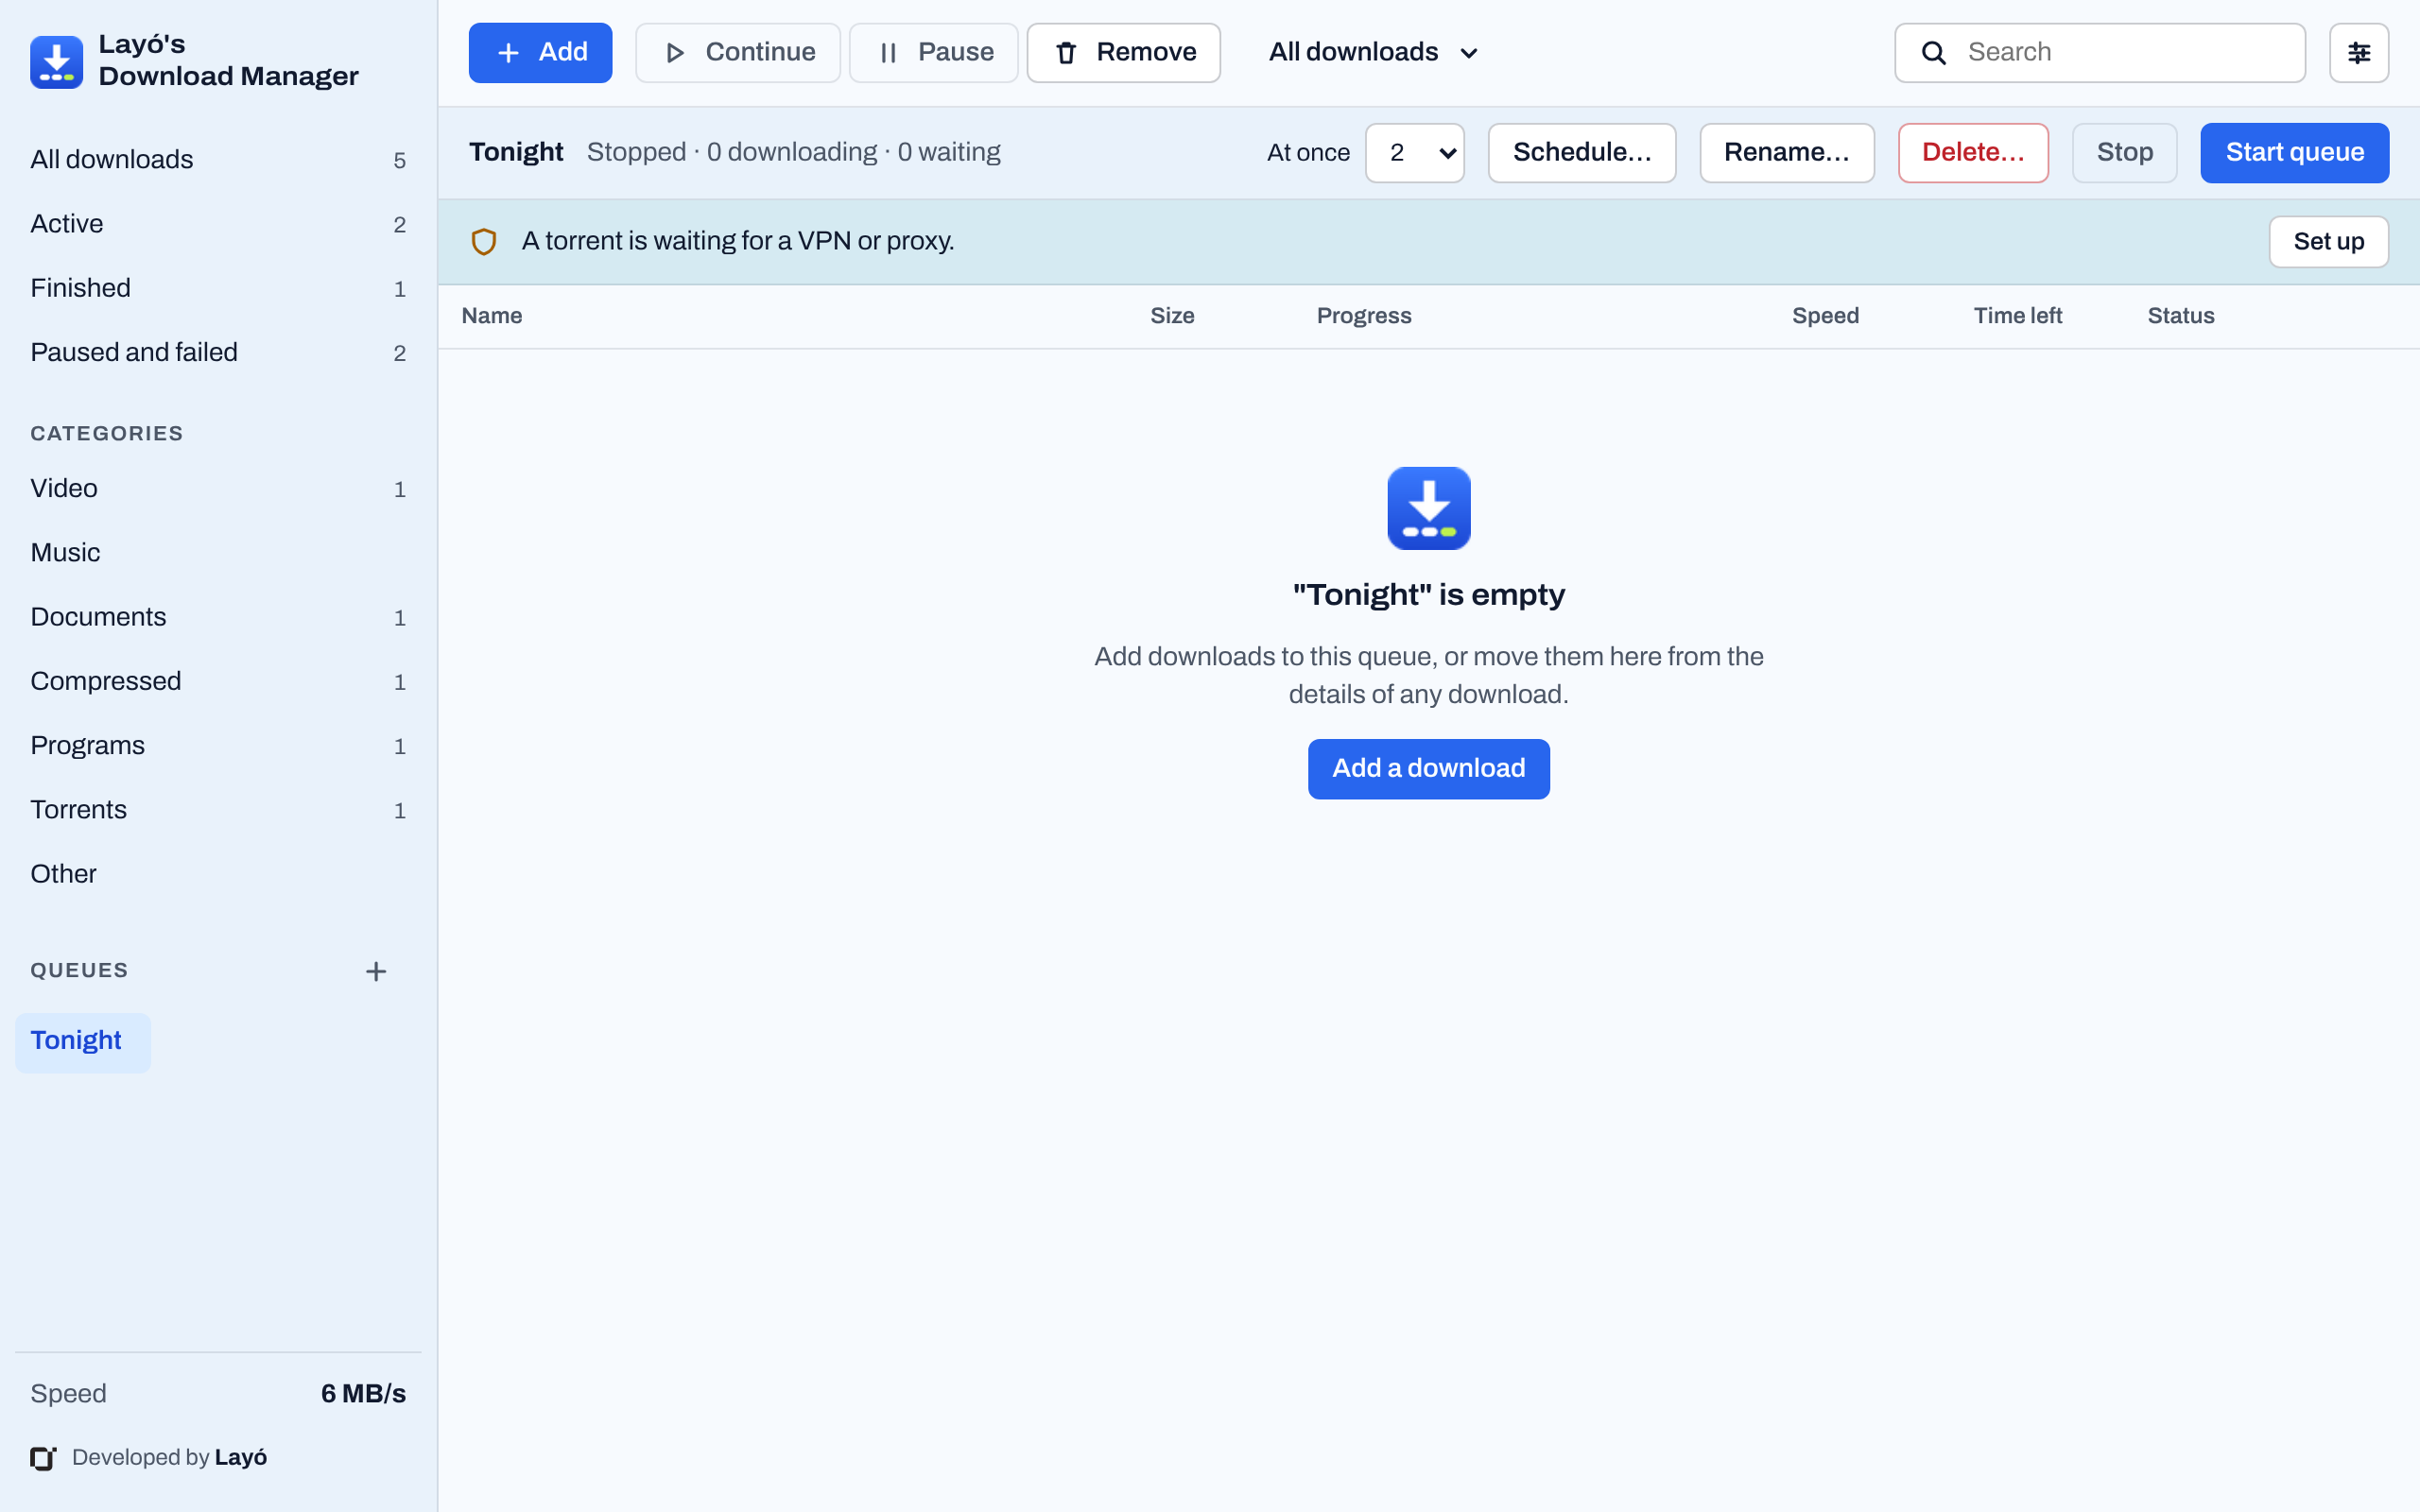 Layó's
Download Manager
All downloads 5
Active 2
Finished 1
Paused and failed 2
CATEGORIES
Video 1
Music
Documents 1
Compressed 1
Programs 1
Torrents 1
Other
QUEUES
Tonight
Speed 6 MB/s
Developed by Layó
Add Continue Pause Remove All downloads Search
Tonight Stopped · 0 downloading · 0 waiting At once 2 Schedule... Rename... Delete... Stop Start queue
A torrent is waiting for a VPN or proxy. Set up
Name Size Progress Speed Time left Status
"Tonight" is empty
Add downloads to this queue, or move them here from the
details of any download.
Add a download